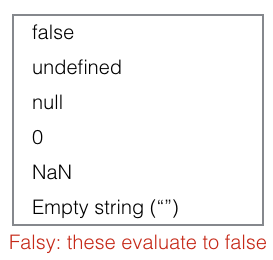 false
undefined
null
0
NaN
Empty string (“”)
Falsy: these evaluate to false